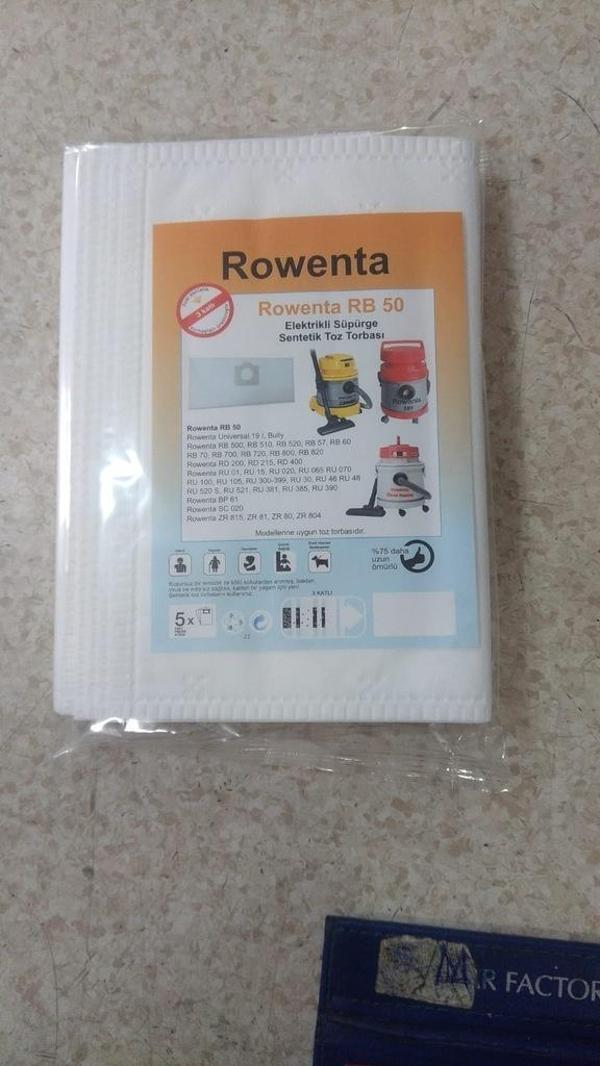 Rowenta
3 katlı
Rowenta RB 50
Elektrikli Süpürge
Sentetik Toz Torbası
Rowenta
Rowenta RB 50
Rowenta Universal 19 l, Bully
Rowenta RB 500, RB 510, RB 520, RB 57, RB 60
RB 70, RB 700, RB 720, RB 800, RB 820
Rowenta RD 200, RD 215, RD 400
Rowenta RU 01, RU 15, RU 020, RU 065 RU 070
RU 100, RU 105, RU 300-399, RU 30, RU 46 RU 48
RU 520 S, RU 521, RU 381, RU 385, RU 390
Rowenta BP 61
Rowenta SC 020
Rowenta ZR 815, ZR 81, ZR 80, ZR 804
Modellerine uygun toz torbasıdır.
%75 daha
uzun
ömürlü
3 KATLI
5x
21
R FACTOR